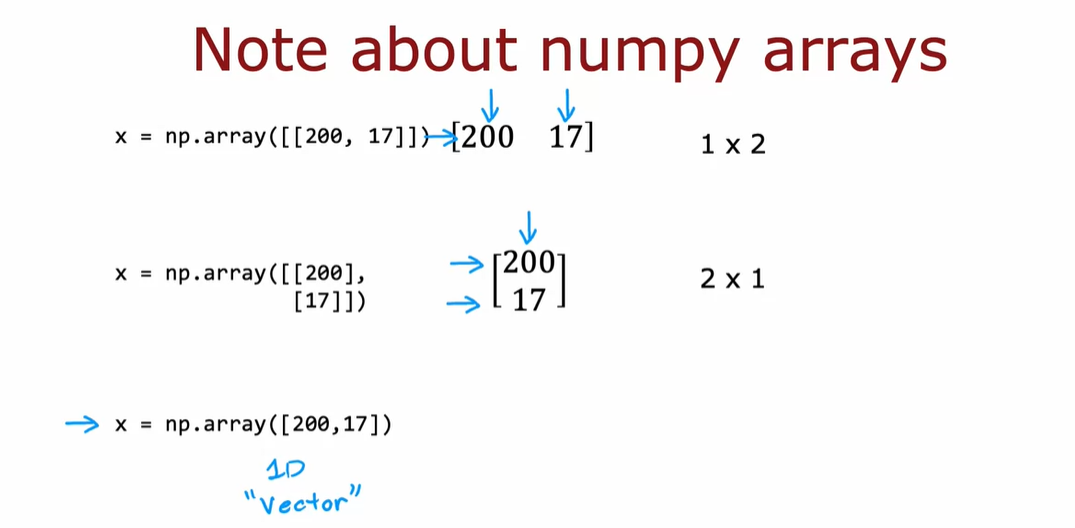 Note about numpy arrays
x = np.array([[200, 17]]) [200 17] 1 x 2
x = np.array([[200],
[17]])
[200
17]
2 x 1
x = np.array([200,17])
1D
"Vector"